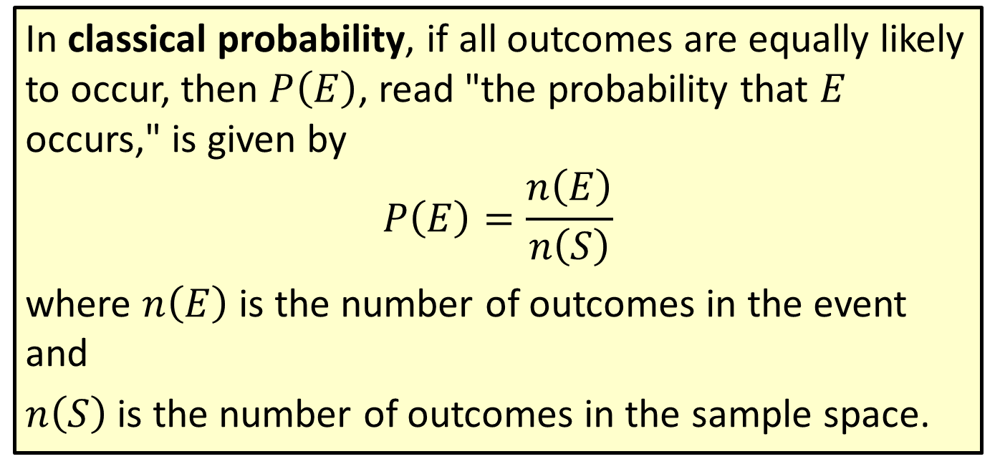 In classical probability, if all outcomes are equally likely
to occur, then P(E), read "the probability that E
occurs," is given by
P(E) = n(E)/n(S)
where n(E) is the number of outcomes in the event
and
n(S) is the number of outcomes in the sample space.